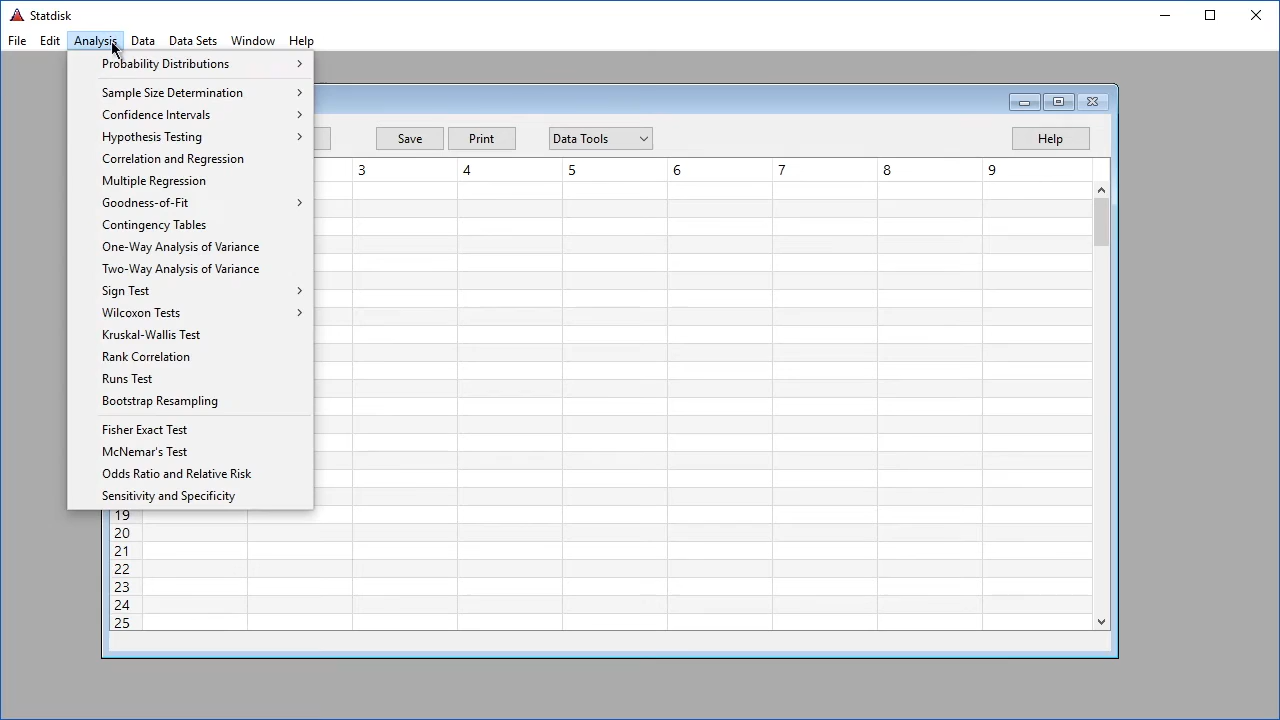 Statdisk
File Edit Analysis Data Data Sets Window Help
Probability Distributions
Sample Size Determination
Confidence Intervals
Hypothesis Testing
Correlation and Regression
Multiple Regression
Goodness-of-Fit
Contingency Tables
One-Way Analysis of Variance
Two-Way Analysis of Variance
Sign Test
Wilcoxon Tests
Kruskal-Wallis Test
Rank Correlation
Runs Test
Bootstrap Resampling
Fisher Exact Test
McNemar's Test
Odds Ratio and Relative Risk
Sensitivity and Specificity
Save Print Data Tools Help
3 4 5 6 7 8 9
19
20
21
22
23
24
25